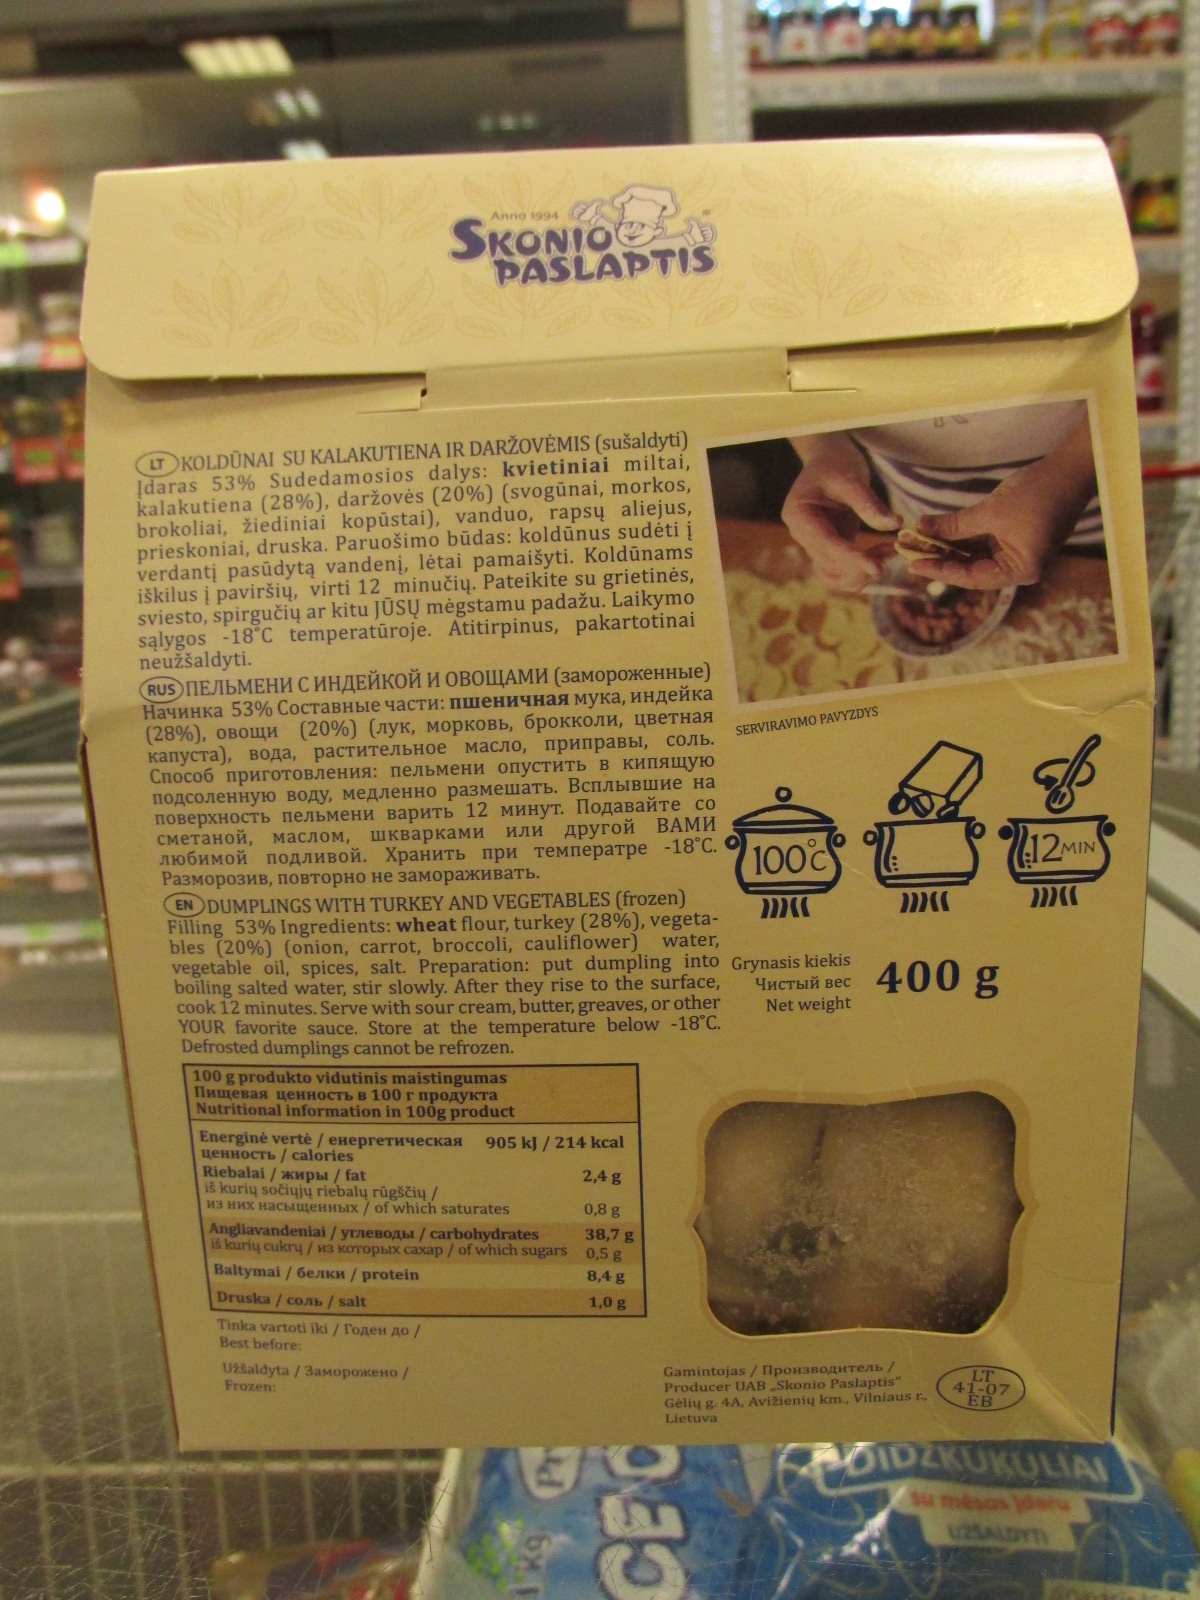 Anno 1994
SKONIO
PASLAPTIS
®
LT KOLDŪNAI SU KALAKUTIENA IR DARŽOVĖMIS (sušaldyti)
Įdaras 53% Sudedamosios dalys: kvietiniai miltai,
kalakutiena (28%), daržovės (20%) (svogūnai, morkos,
brokoliai, žiediniai kopūstai), vanduo, rapsų aliejus,
prieskoniai, druska. Paruošimo būdas: koldūnus sudėti į
verdantį pasūdytą vandenį, lėtai pamaišyti. Koldūnams
iškilus į paviršių, virti 12 minučių. Pateikite su grietinės,
sviesto, spirgučių ar kitu JŪSŲ mėgstamu padažu. Laikymo
sąlygos -18°C temperatūroje. Atitirpinus, pakartotinai
neužšaldyti.
RUS ПЕЛЬМЕНИ С ИНДЕЙКОЙ И ОВОЩАМИ (замороженные)
Начинка 53% Составные части: пшеничная мука, индейка
(28%), овощи (20%) (лук, морковь, брокколи, цветная
капуста), вода, растительное масло, приправы, соль.
Способ приготовления: пельмени опустить в кипящую
подсоленную воду, медленно размешать. Всплывшие на
поверхность пельмени варить 12 минут. Подавайте со
сметаной, маслом, шкварками или другой ВАМИ
любимой подливой. Хранить при температре -18°C.
Разморозив, повторно не замораживать.
EN DUMPLINGS WITH TURKEY AND VEGETABLES (frozen)
Filling 53% Ingredients: wheat flour, turkey (28%), vegeta-
bles (20%) (onion, carrot, broccoli, cauliflower) water,
vegetable oil, spices, salt. Preparation: put dumpling into
boiling salted water, stir slowly. After they rise to the surface,
cook 12 minutes. Serve with sour cream, butter, greaves, or other
YOUR favorite sauce. Store at the temperature below -18°C.
Defrosted dumplings cannot be refrozen.
SERVIRAVIMO PAVYZDYS
100°C
12 MIN
Grynasis kiekis
Чистый вес
Net weight
400 g
100 g produkto vidutinis maistingumas
Пищевая ценность в 100 г продукта
Nutritional information in 100g product
Energinė vertė / енергетическая 905 kJ / 214 kcal
ценность / calories
Riebalai / жиры / fat 2,4 g
iš kurių sočiųjų riebalų rūgščių /
из них насыщенных / of which saturates 0,8 g
Angliavandeniai / углеводы / carbohydrates 38,7 g
iš kurių cukrų / из которых сахар / of which sugars 0,5 g
Baltymai / белки / protein 8,4 g
Druska / соль / salt 1,0 g
Tinka vartoti iki / Годен до /
Best before:
Užšaldyta / Заморожено /
Frozen:
Gamintojas / Производитель /
Producer UAB „Skonio Paslaptis"
Gėlių g. 4A, Avižienių km., Vilniaus r.,
Lietuva
LT
41-07
EB
DIDŽKUKULIAI
su mėsos įdaru
UŽŠALDYTI
1 kg